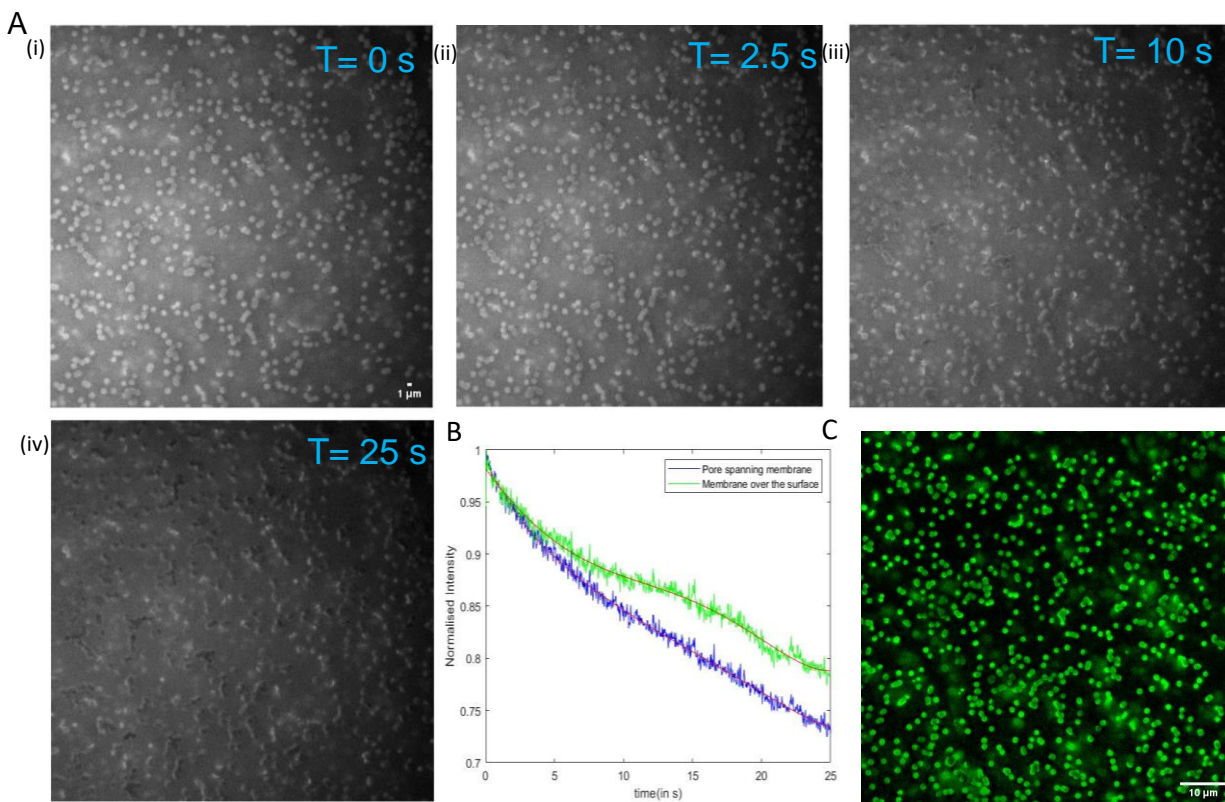 A
(i)
T= 0 s
(ii)
T= 2.5 s
(iii)
T= 10 s
1 µm
(iv)
T= 25 s
B
Pore spanning membrane
Membrane over the surface
1
0.95
0.9
0.85
0.8
0.75
0.7
Normalised Intensity
0
5
10
15
20
25
time(in s)
C
10 µm